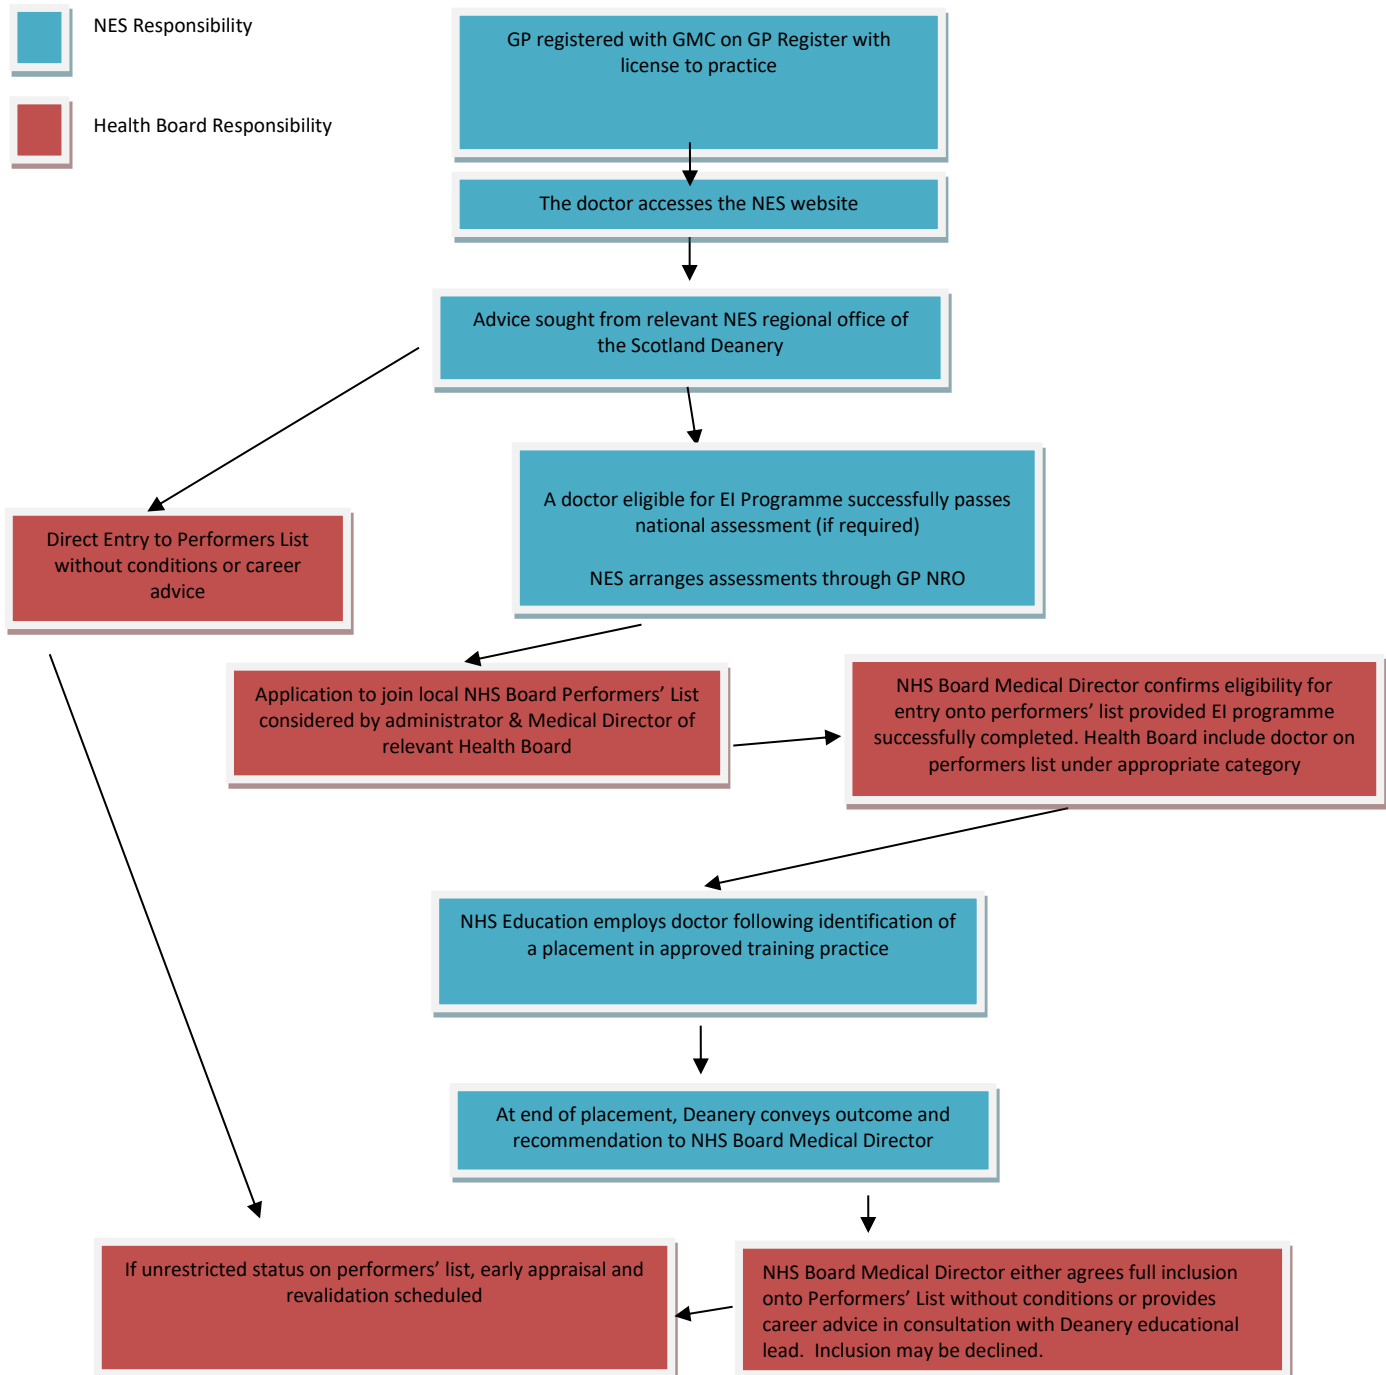 NES Responsibility
Health Board Responsibility
GP registered with GMC on GP Register with
license to practice
The doctor accesses the NES website
Advice sought from relevant NES regional office of
the Scotland Deanery
A doctor eligible for EI Programme successfully passes
national assessment (if required)
NES arranges assessments through GP NRO
Direct Entry to Performers List
without conditions or career
advice
Application to join local NHS Board Performers’ List
considered by administrator & Medical Director of
relevant Health Board
NHS Board Medical Director confirms eligibility for
entry onto performers’ list provided EI programme
successfully completed. Health Board include doctor on
performers list under appropriate category
NHS Education employs doctor following identification of
a placement in approved training practice
At end of placement, Deanery conveys outcome and
recommendation to NHS Board Medical Director
If unrestricted status on performers’ list, early appraisal and
revalidation scheduled
NHS Board Medical Director either agrees full inclusion
onto Performers’ List without conditions or provides
career advice in consultation with Deanery educational
lead.  Inclusion may be declined.